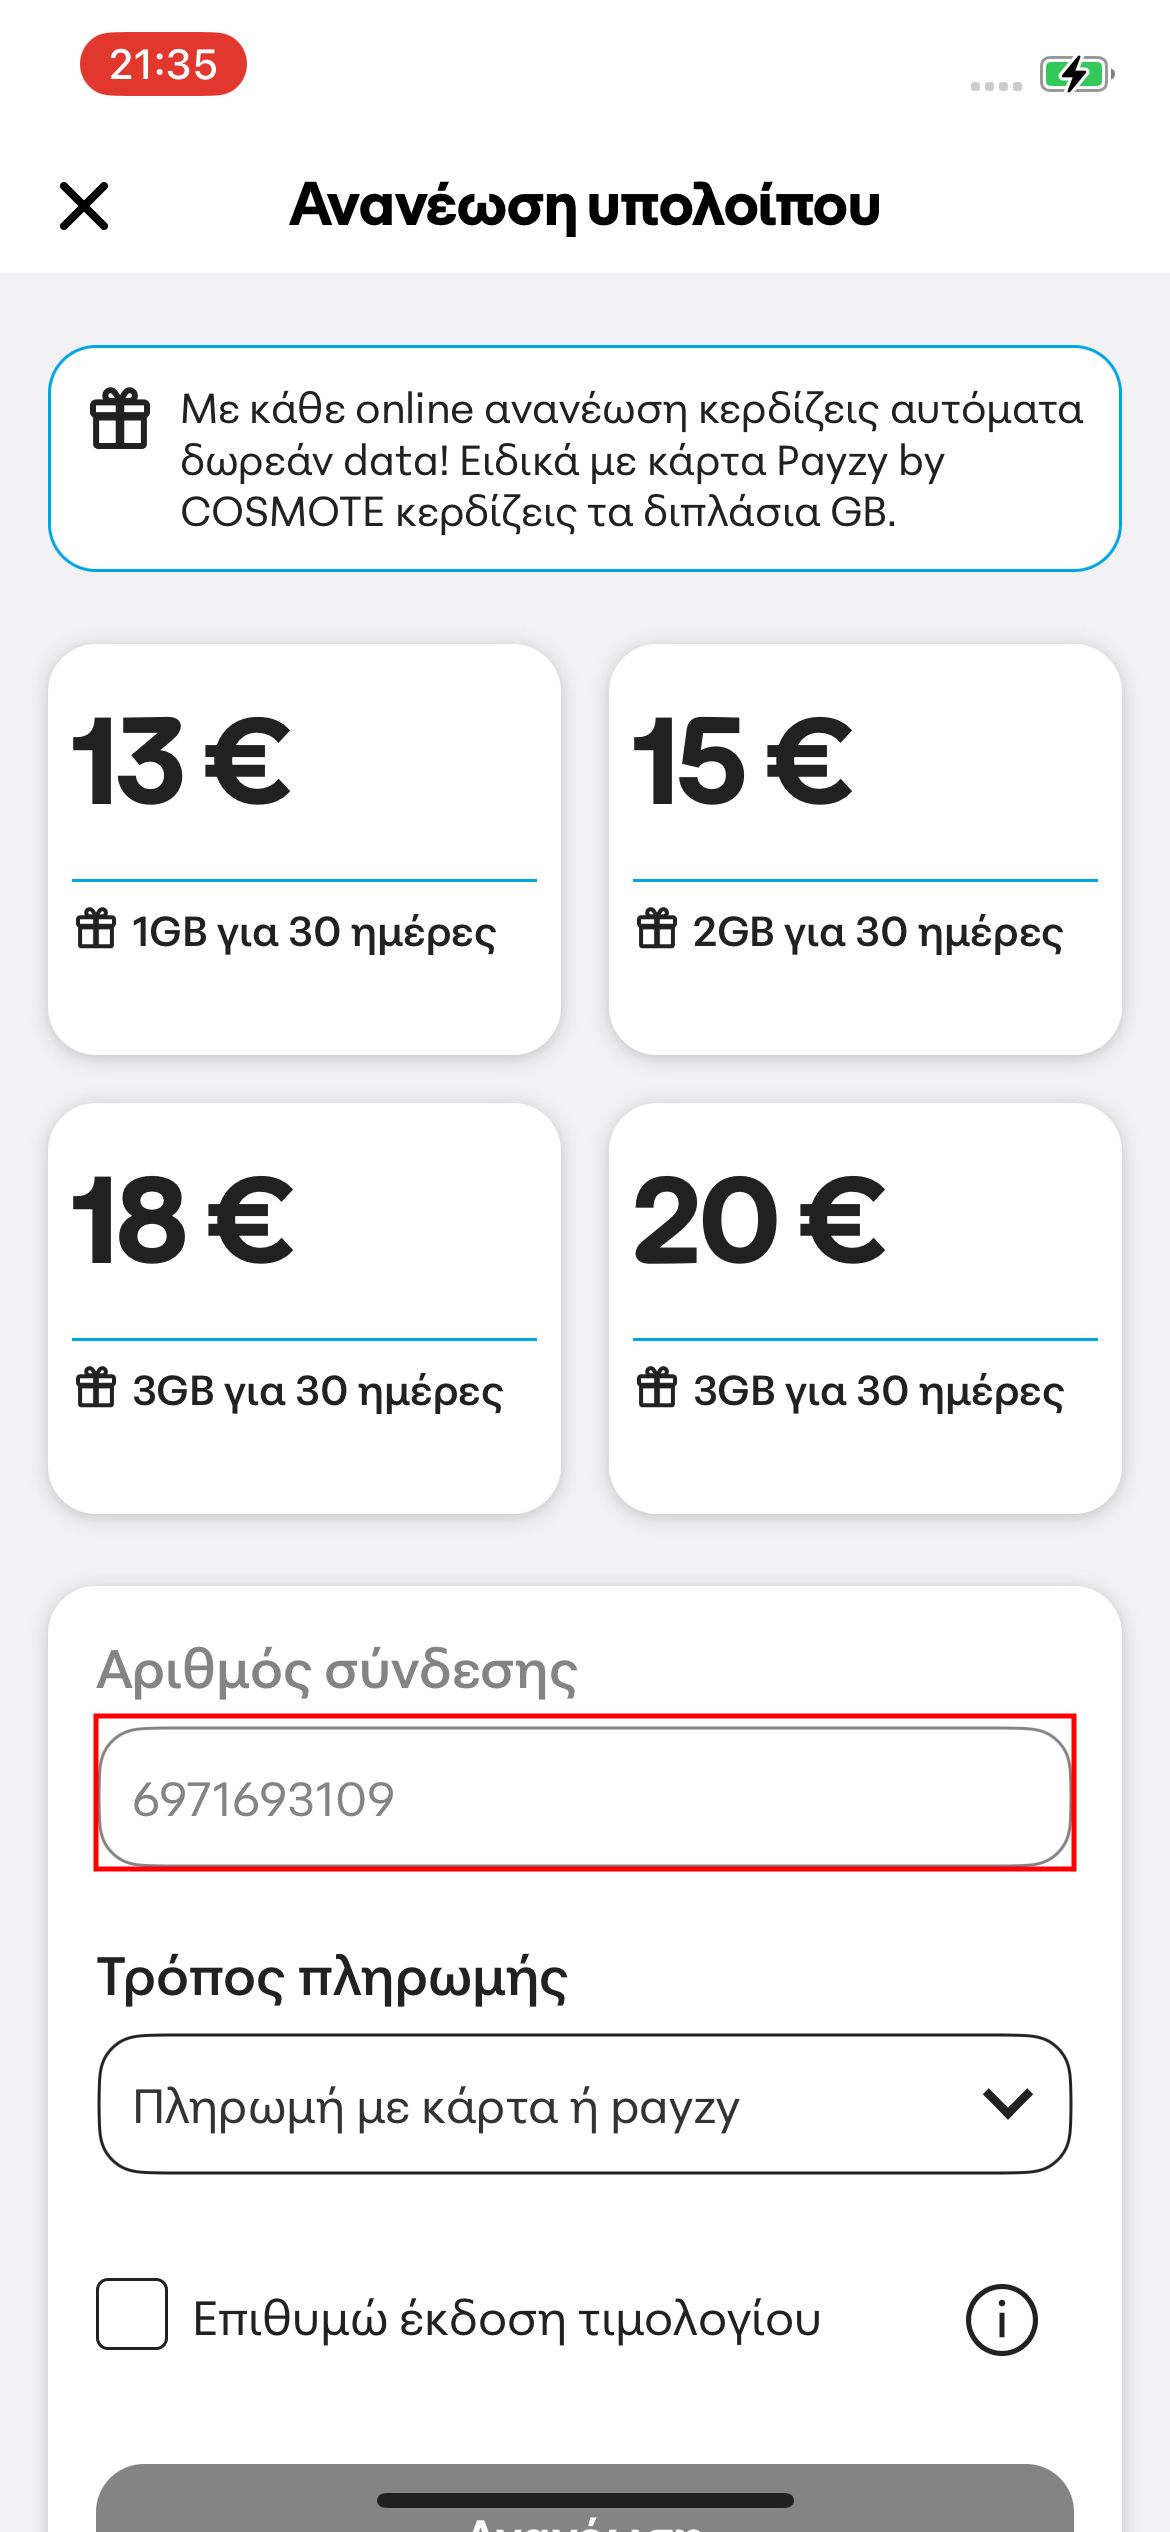 21:35
Ανανέωση υπολοίπου
Με κάθε online ανανέωση κερδίζεις αυτόματα
δωρεάν data! Ειδικά με κάρτα Payzy by
COSMOTE κερδίζεις τα διπλάσια GB.
13 €
15 €
1GB για 30 ημέρες
2GB για 30 ημέρες
18 €
20 €
3GB για 30 ημέρες
3GB για 30 ημέρες
Αριθμός σύνδεσης
6971693109
Τρόπος πληρωμής
Πληρωμή με κάρτα ή payzy
Επιθυμώ έκδοση τιμολογίου
Ανανέωση